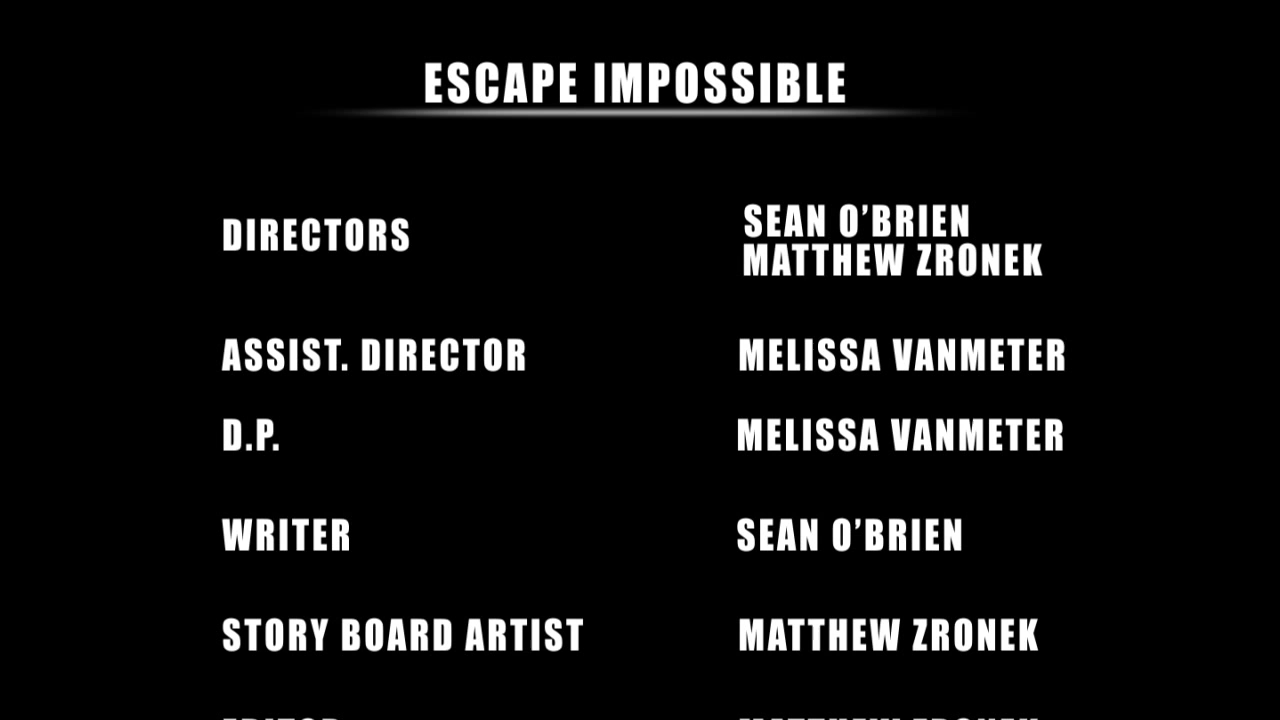 ESCAPE IMPOSSIBLE
DIRECTORS
SEAN O’BRIEN
MATTHEW ZRONEK
ASSIST. DIRECTOR MELISSA VANMETER
D.P. MELISSA VANMETER
WRITER SEAN O’BRIEN
STORY BOARD ARTIST MATTHEW ZRONEK